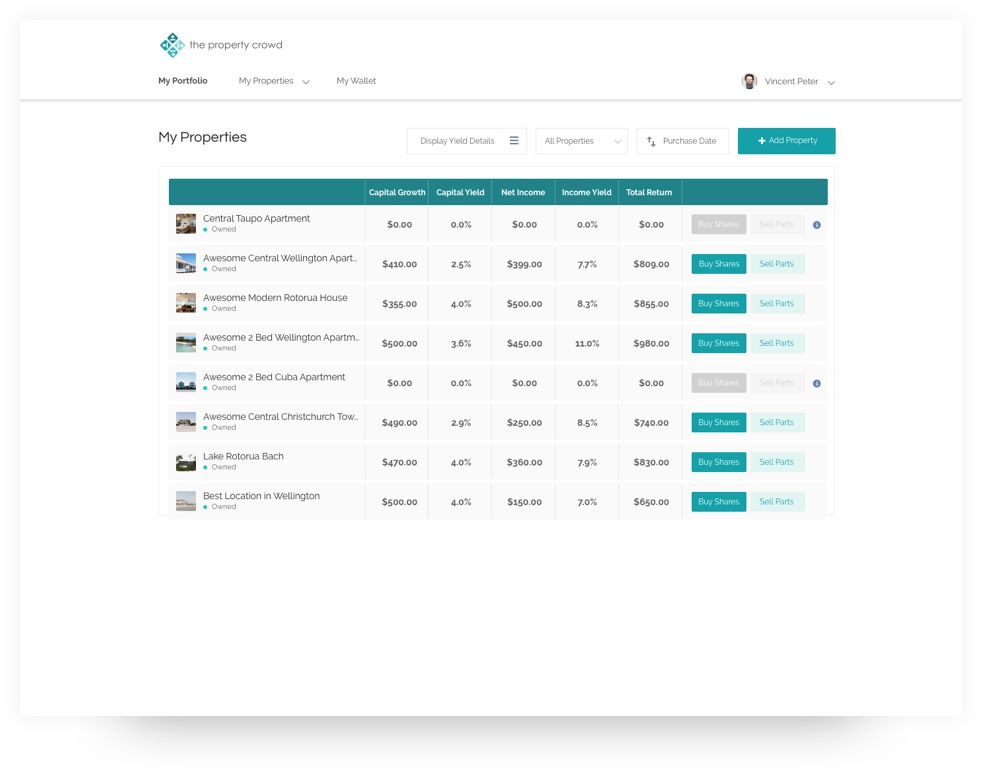 the property crowd
My Portfolio My Properties My Wallet Vincent Peter
My Properties Display Yield Details All Properties Purchase Date + Add Property
Capital Growth Capital Yield Net Income Income Yield Total Return
Central Taupo Apartment
Owned
$0.00 0.0% $0.00 0.0% $0.00 Buy Shares Sell Parts
Awesome Central Wellington Apart...
Owned
$410.00 2.5% $399.00 7.7% $809.00 Buy Shares Sell Parts
Awesome Modern Rotorua House
Owned
$355.00 4.0% $500.00 8.3% $855.00 Buy Shares Sell Parts
Awesome 2 Bed Wellington Apartm...
Owned
$500.00 3.6% $450.00 11.0% $980.00 Buy Shares Sell Parts
Awesome 2 Bed Cuba Apartment
Owned
$0.00 0.0% $0.00 0.0% $0.00 Buy Shares Sell Parts
Awesome Central Christchurch Tow...
Owned
$490.00 2.9% $250.00 8.5% $740.00 Buy Shares Sell Parts
Lake Rotorua Bach
Owned
$470.00 4.0% $360.00 7.9% $830.00 Buy Shares Sell Parts
Best Location in Wellington
Owned
$500.00 4.0% $150.00 7.0% $650.00 Buy Shares Sell Parts